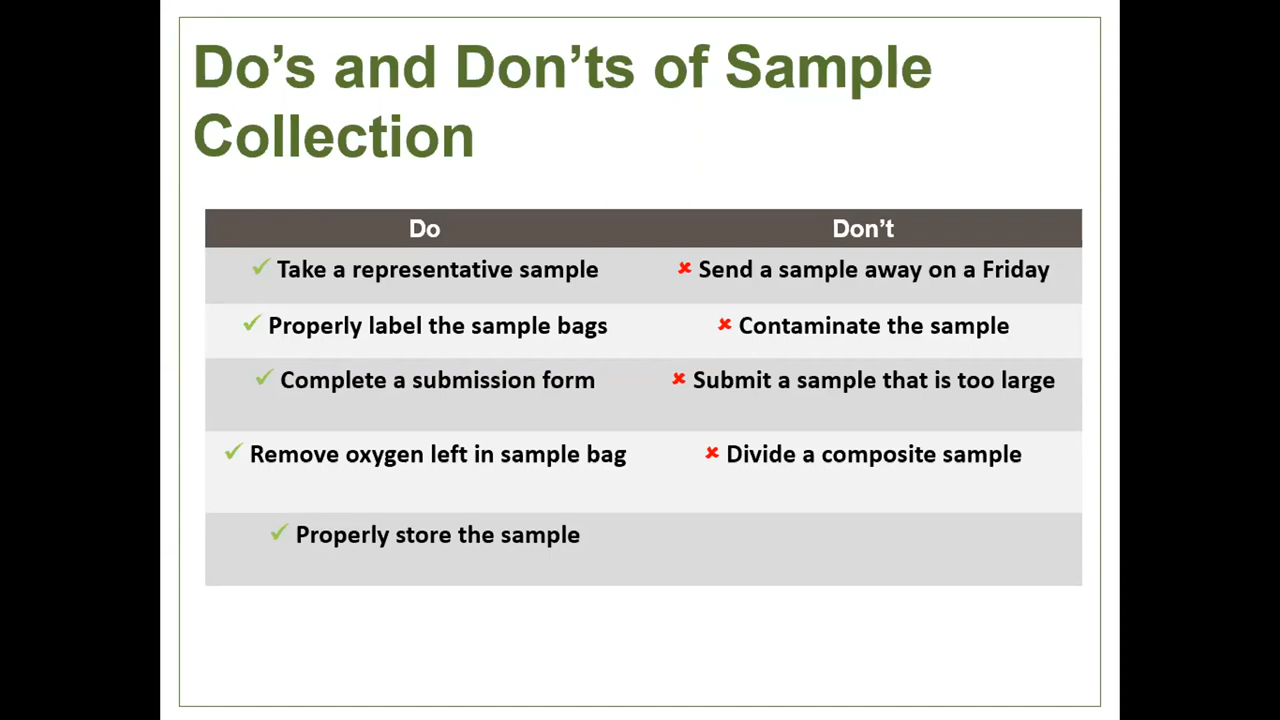 Do’s and Don’ts of Sample
Collection
Do
Don’t
✓ Take a representative sample
✘ Send a sample away on a Friday
✓ Properly label the sample bags
✘ Contaminate the sample
✓ Complete a submission form
✘ Submit a sample that is too large
✓ Remove oxygen left in sample bag
✘ Divide a composite sample
✓ Properly store the sample